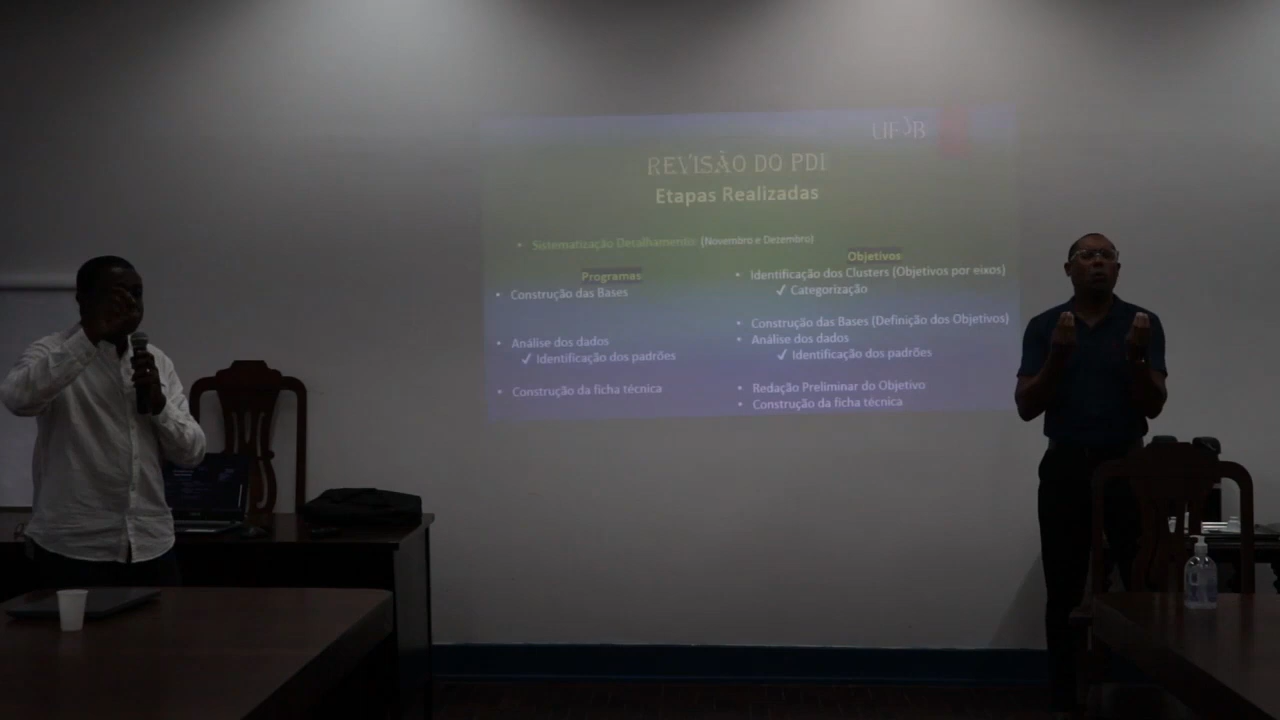 UFSB
REVISÃO DO PDI
Etapas Realizadas
• Sistematização Detalhamento (Novembro e Dezembro)
Programas
• Construção das Bases
• Análise dos dados
✓ Identificação dos padrões
• Construção da ficha técnica
Objetivos
• Identificação dos Clusters (Objetivos por eixos)
✓ Categorização
• Construção das Bases (Definição dos Objetivos)
• Análise dos dados
✓ Identificação dos padrões
• Redação Preliminar do Objetivo
• Construção da ficha técnica